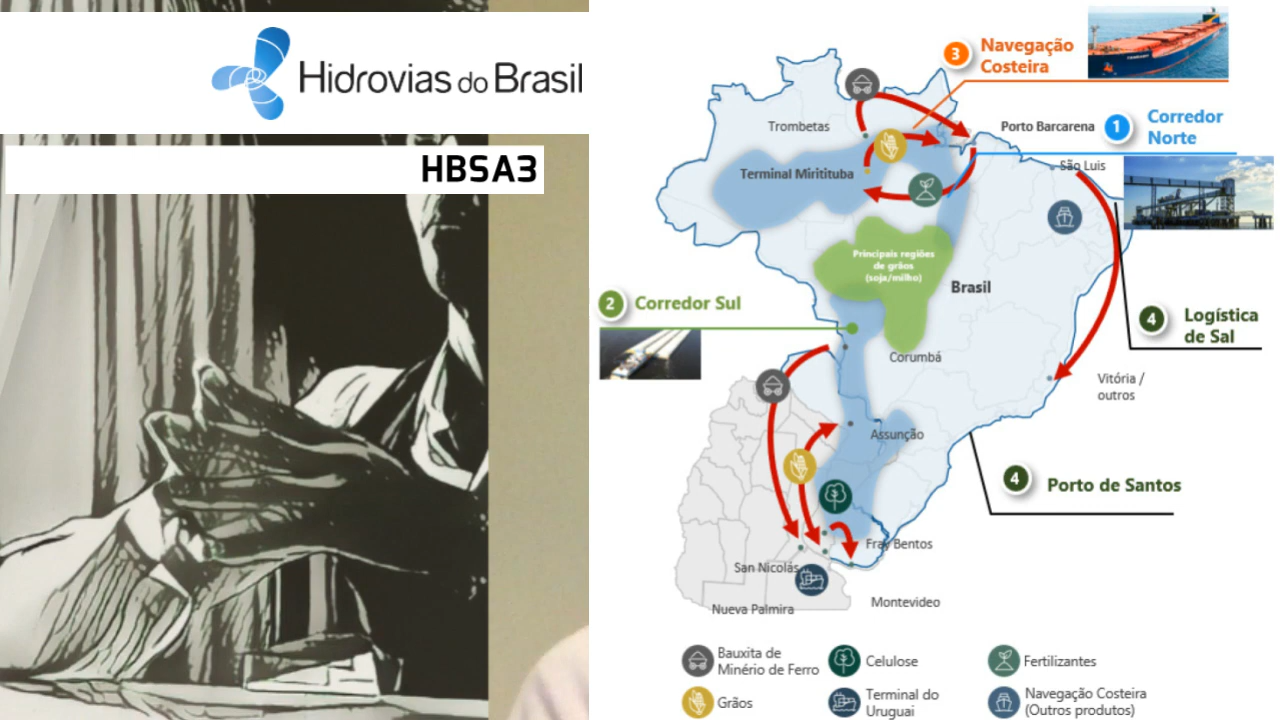 Hidrovias do Brasil
HBSA3
3
Navegação
Costeira
Trombetas
Porto Barcarena
1
Corredor
Norte
Terminal Miritituba
São Luis
Principais regiões
de grãos
(soja/milho)
Brasil
2
Corredor Sul
4
Logística
de Sal
Corumbá
Vitória /
outros
Assunção
4
Porto de Santos
Fray Bentos
San Nicolás
Nueva Palmira
Montevideo
Bauxita de
Minério de Ferro
Celulose
Fertilizantes
Grãos
Terminal do
Uruguai
Navegação Costeira
(Outros produtos)